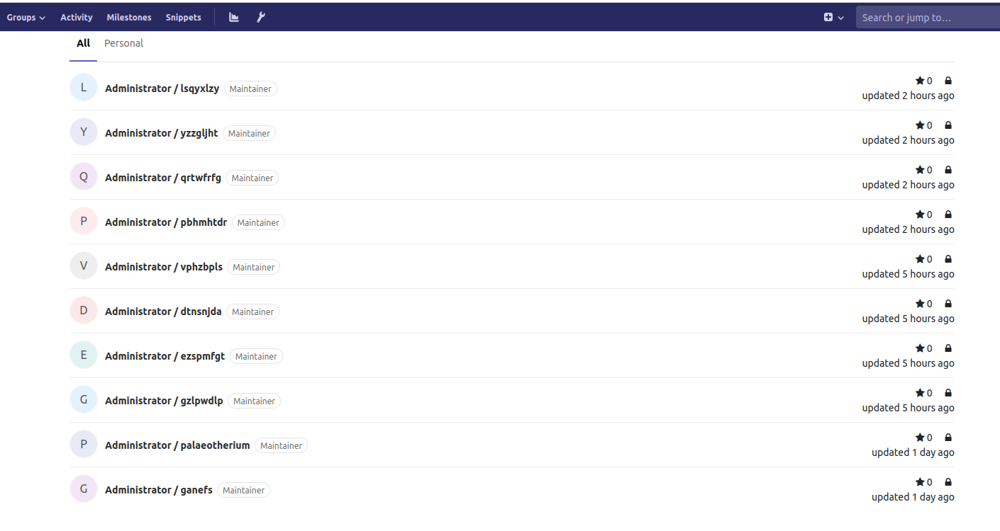 Groups Activity Milestones Snippets Search or jump to...
All Personal
L Administrator / lsqyxlzy Maintainer 0
updated 2 hours ago
Y Administrator / yzzgljht Maintainer 0
updated 2 hours ago
Q Administrator / qrtwfrfg Maintainer 0
updated 2 hours ago
P Administrator / pbhmhtdr Maintainer 0
updated 2 hours ago
V Administrator / vphzbpls Maintainer 0
updated 5 hours ago
D Administrator / dtnsnjda Maintainer 0
updated 5 hours ago
E Administrator / ezspmfgt Maintainer 0
updated 5 hours ago
G Administrator / gzlpwdlp Maintainer 0
updated 5 hours ago
P Administrator / palaeotherium Maintainer 0
updated 1 day ago
G Administrator / ganefs Maintainer 0
updated 1 day ago